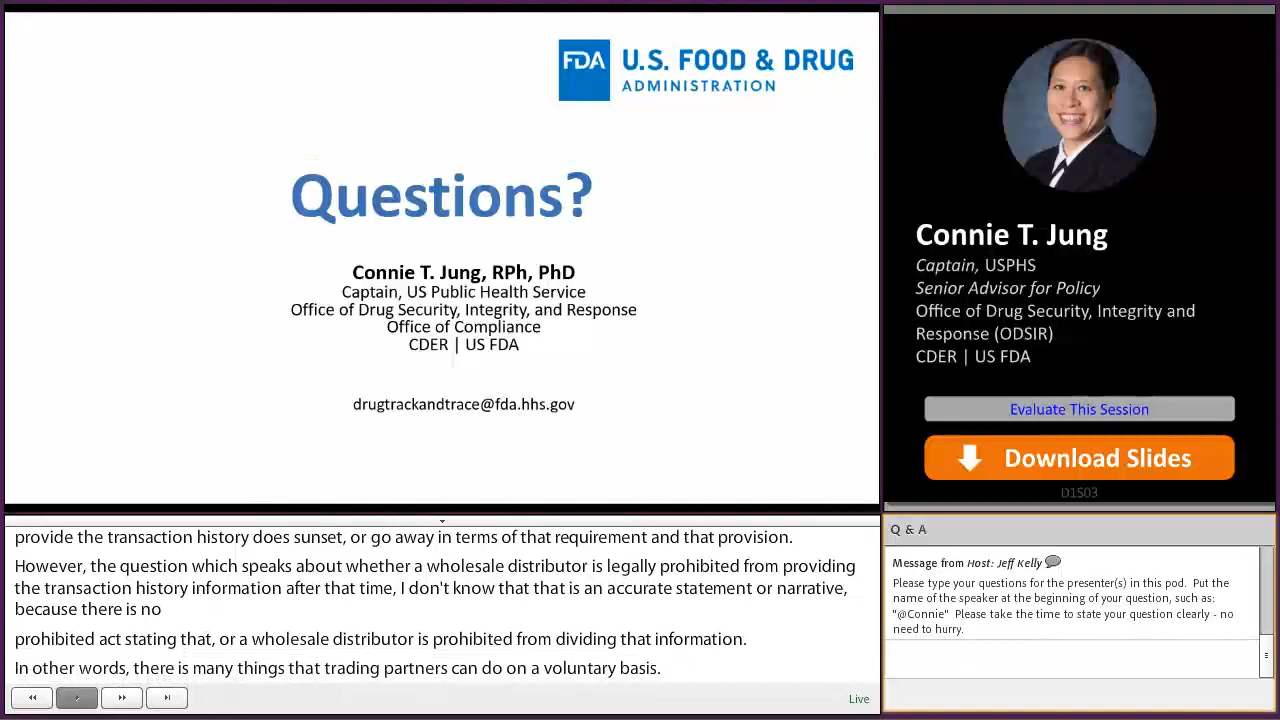 FDA
U.S. FOOD & DRUG
ADMINISTRATION
Questions?
Connie T. Jung, RPh, PhD
Captain, US Public Health Service
Office of Drug Security, Integrity, and Response
Office of Compliance
CDER | US FDA
drugtrackandtrace@fda.hhs.gov
Connie T. Jung
Captain, USPHS
Senior Advisor for Policy
Office of Drug Security, Integrity and
Response (ODSIR)
CDER | US FDA
Evaluate This Session
Download Slides
D1S03
provide the transaction history does sunset, or go away in terms of that requirement and that provision.
However, the question which speaks about whether a wholesale distributor is legally prohibited from providing
the transaction history information after that time, I don't know that that is an accurate statement or narrative,
because there is no
prohibited act stating that, or a wholesale distributor is prohibited from dividing that information.
In other words, there is many things that trading partners can do on a voluntary basis.
Live
Q & A
Message from Host: Jeff Kelly
Please type your questions for the presenter(s) in this pod. Put the
name of the speaker at the beginning of your question, such as:
"@Connie" Please take the time to state your question clearly - no
need to hurry.